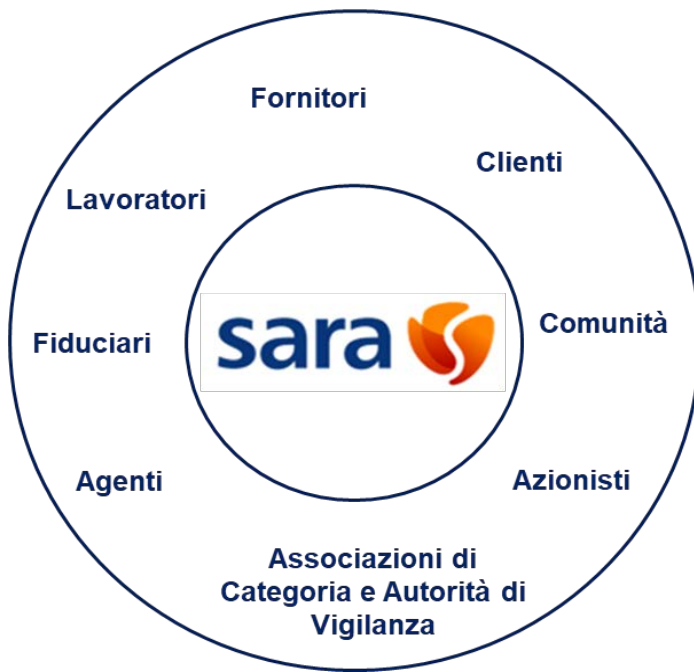 Fornitori
Clienti
Lavoratori
sara
Comunità
Fiduciari
Agenti
Azionisti
Associazioni di
Categoria e Autorità di
Vigilanza